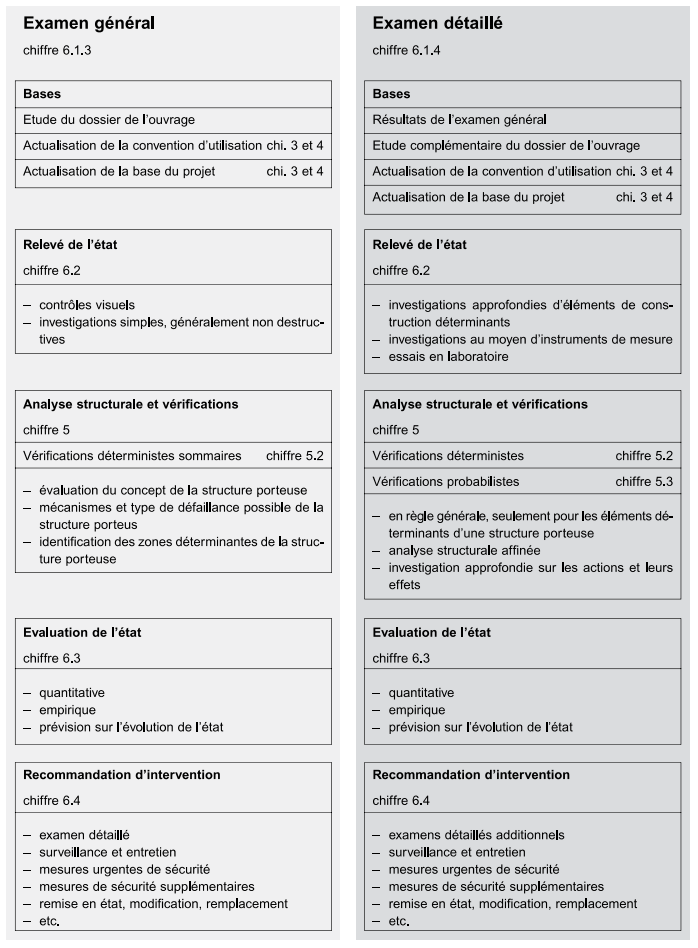 Examen général
chiffre 6.1.3
Bases
Etude du dossier de l'ouvrage
Actualisation de la convention d'utilisation chi. 3 et 4
Actualisation de la base du projet chi. 3 et 4
Relevé de l'état
chiffre 6.2
– contrôles visuels
– investigations simples, généralement non destruc-
tives
Analyse structurale et vérifications
chiffre 5
Vérifications déterministes sommaires chiffre 5.2
– évaluation du concept de la structure porteuse
– mécanismes et type de défaillance possible de la
structure porteus
– identification des zones déterminantes de la struc-
ture porteuse
Evaluation de l'état
chiffre 6.3
– quantitative
– empirique
– prévision sur l'évolution de l'état
Recommandation d'intervention
chiffre 6.4
– examen détaillé
– surveillance et entretien
– mesures urgentes de sécurité
– mesures de sécurité supplémentaires
– remise en état, modification, remplacement
– etc.
Examen détaillé
chiffre 6.1.4
Bases
Résultats de l'examen général
Etude complémentaire du dossier de l'ouvrage
Actualisation de la convention d'utilisation chi. 3 et 4
Actualisation de la base du projet chi. 3 et 4
Relevé de l'état
chiffre 6.2
– investigations approfondies d'éléments de cons-
truction déterminants
– investigations au moyen d'instruments de mesure
– essais en laboratoire
Analyse structurale et vérifications
chiffre 5
Vérifications déterministes chiffre 5.2
Vérifications probabilistes chiffre 5.3
– en règle générale, seulement pour les éléments dé-
terminants d'une structure porteuse
– analyse structurale affinée
– investigation approfondie sur les actions et leurs
effets
Evaluation de l'état
chiffre 6.3
– quantitative
– empirique
– prévision sur l'évolution de l'état
Recommandation d'intervention
chiffre 6.4
– examens détaillés additionnels
– surveillance et entretien
– mesures urgentes de sécurité
– mesures de sécurité supplémentaires
– remise en état, modification, remplacement
– etc.